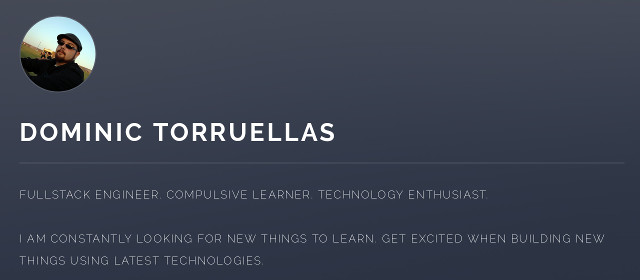 DOMINIC TORRUELLAS
FULLSTACK ENGINEER. COMPULSIVE LEARNER. TECHNOLOGY ENTHUSIAST.
I AM CONSTANTLY LOOKING FOR NEW THINGS TO LEARN. GET EXCITED WHEN BUILDING NEW
THINGS USING LATEST TECHNOLOGIES.